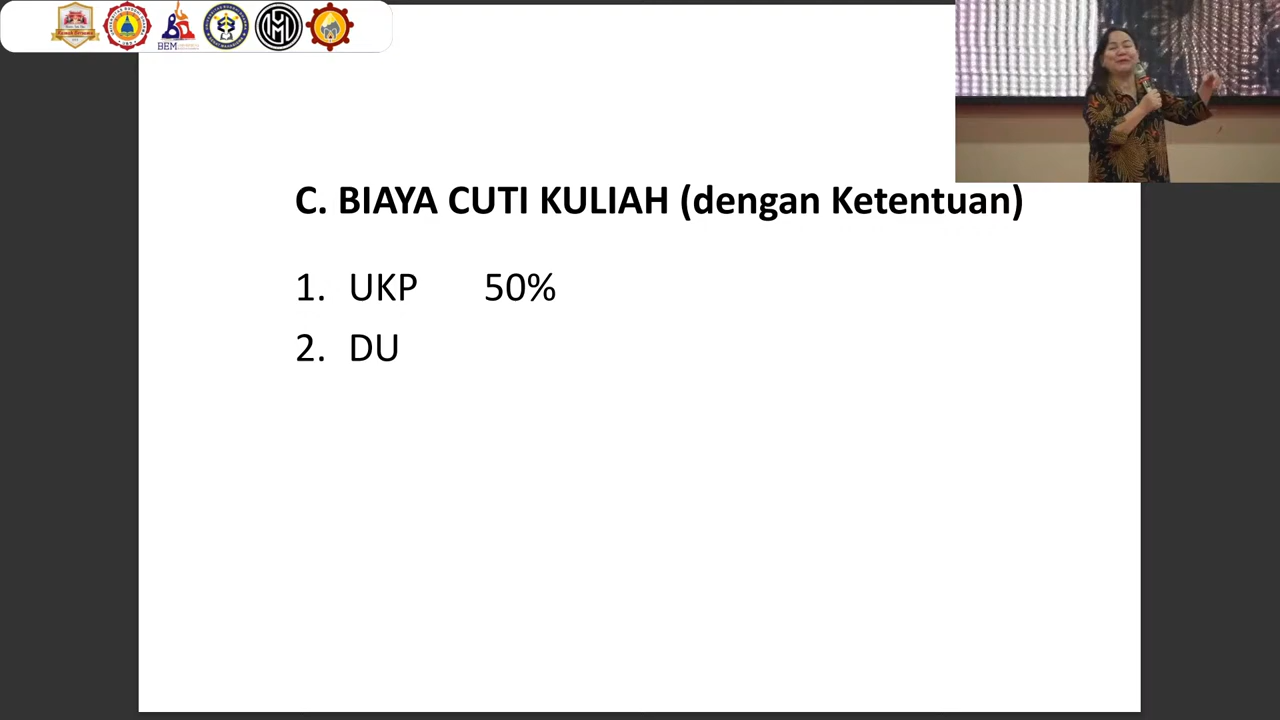 BEM
C. BIAYA CUTI KULIAH (dengan Ketentuan)
1. UKP 50%
2. DU